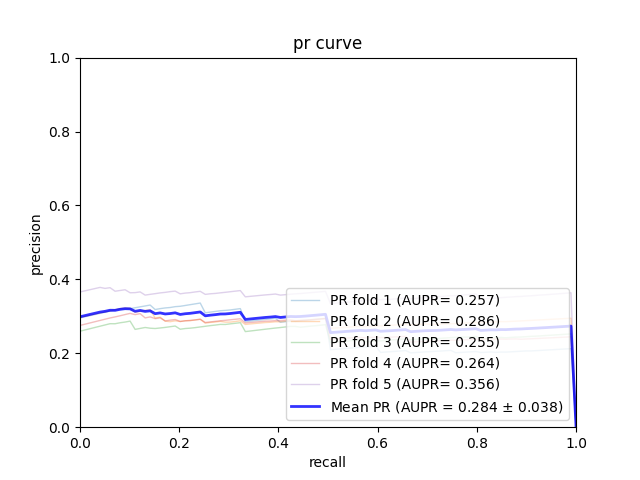 pr curve
1.0
0.8
0.6
0.4
0.2
0.0
precision
PR fold 1 (AUPR= 0.257)
PR fold 2 (AUPR= 0.286)
PR fold 3 (AUPR= 0.255)
PR fold 4 (AUPR= 0.264)
PR fold 5 (AUPR= 0.356)
Mean PR (AUPR = 0.284 ± 0.038)
0.0 0.2 0.4 0.6 0.8 1.0
recall